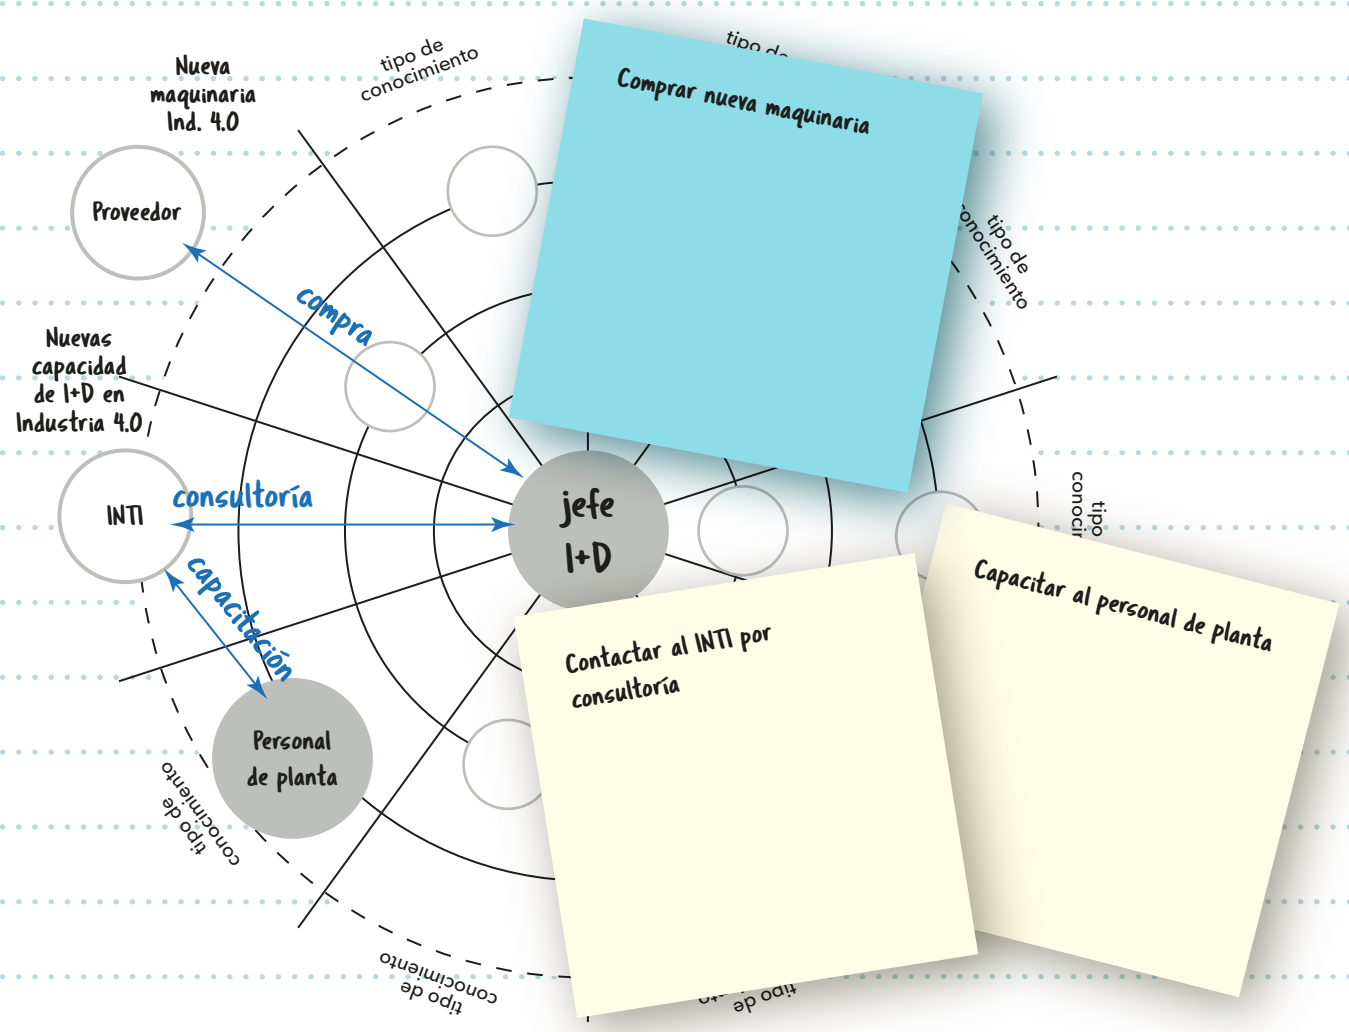 Nueva
maquinaria
Ind. 4.0
tipo de
conocimiento
tipo de
Comprar nueva maquinaria
Proveedor
compra
tipo de
conocimiento
Nuevas
capacidad
de I+D en
Industria 4.0
INTI
consultoría
jefe
I+D
tipo
capacitación
Capacitar al personal de planta
Contactar al INTI por
consultoría
Personal
de planta
tipo de
conocimiento
tipo de
conocimiento
tipo de